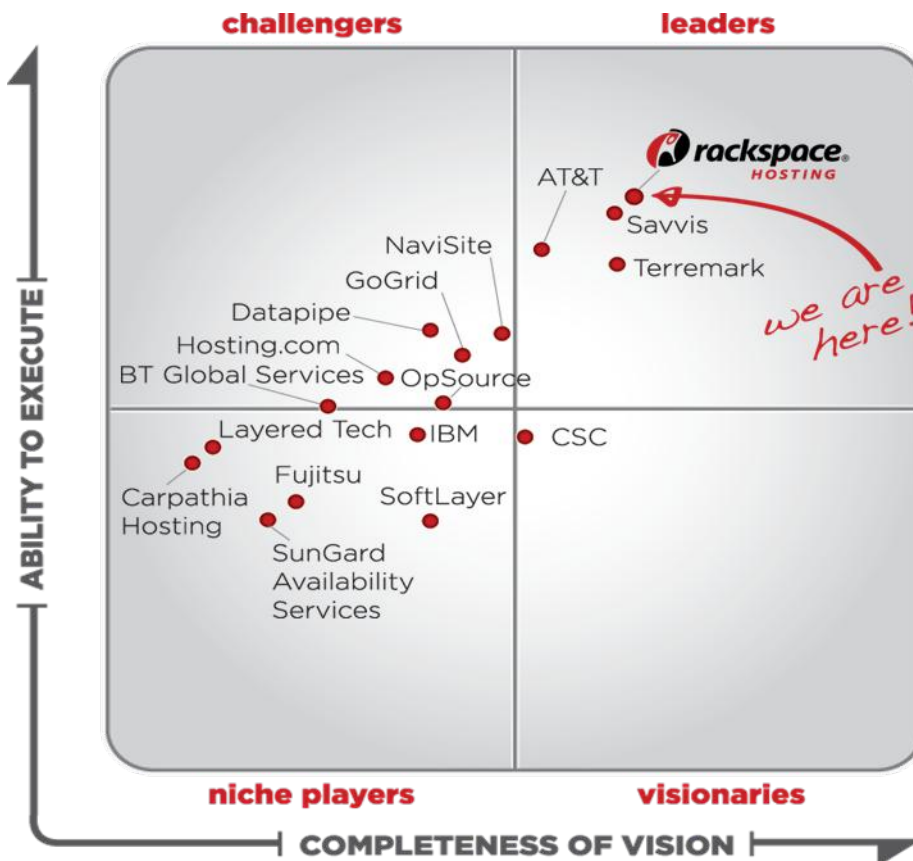 challengers
leaders
rackspace®
HOSTING
AT&T
Savvis
NaviSite
Terremark
GoGrid
we are
here!
Datapipe
Hosting.com
BT Global Services
OpSource
Layered Tech
IBM
CSC
Carpathia
Hosting
Fujitsu
SoftLayer
SunGard
Availability
Services
ABILITY TO EXECUTE
niche players
visionaries
COMPLETENESS OF VISION